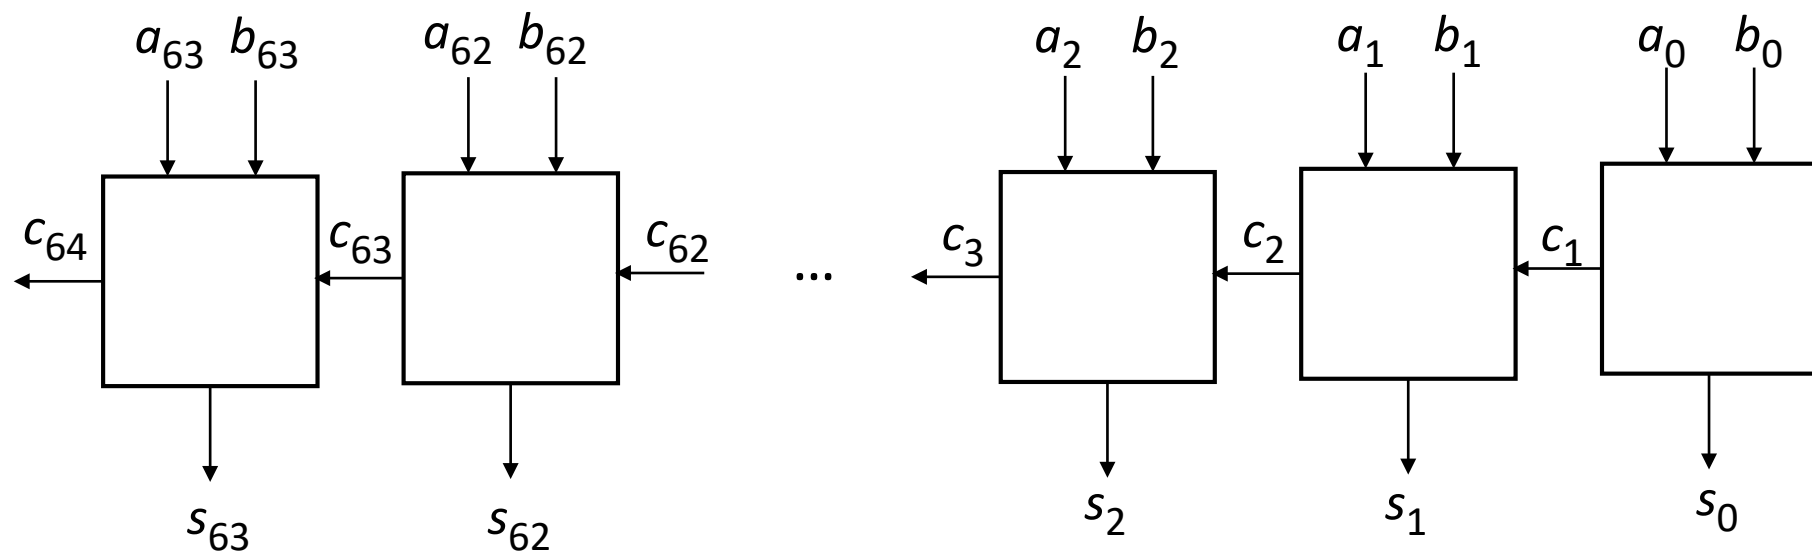 a63 b63 a62 b62 a2 b2 a1 b1 a0 b0
c64 c63 c62 ... c3 c2 c1
s63 s62 s2 s1 s0